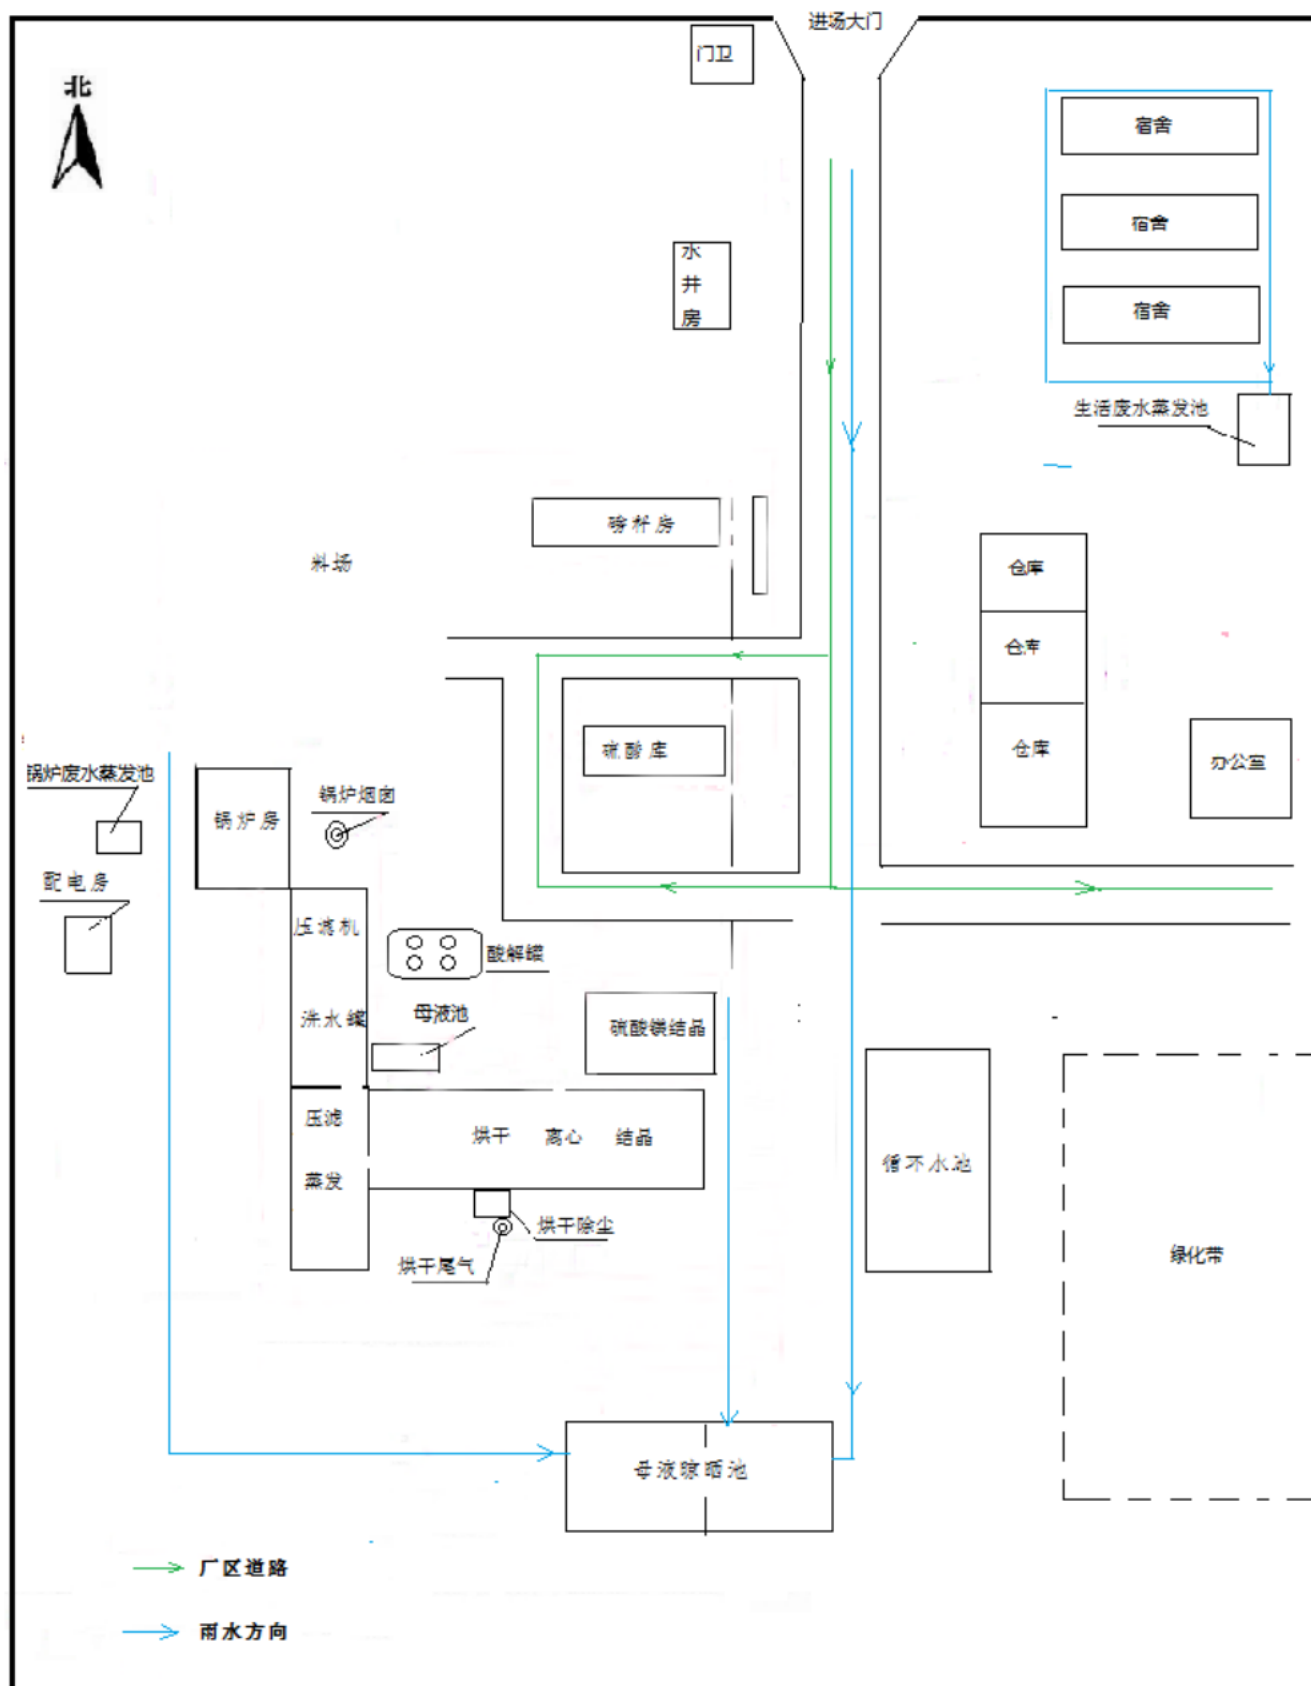 进场大门
门卫
北
宿舍
宿舍
水井房
宿舍
生活废水蒸发池
磅秤房
料场
仓库
仓库
硫酸库
仓库
办公室
锅炉废水蒸发池
锅炉烟囱
锅炉房
配电房
压滤机
酸解罐
洗水罐
母液池
硫酸镁结晶
压滤
烘干 离心 结晶
循环水池
蒸发
烘干除尘
烘干尾气
绿化带
母液晾晒池
厂区道路
雨水方向